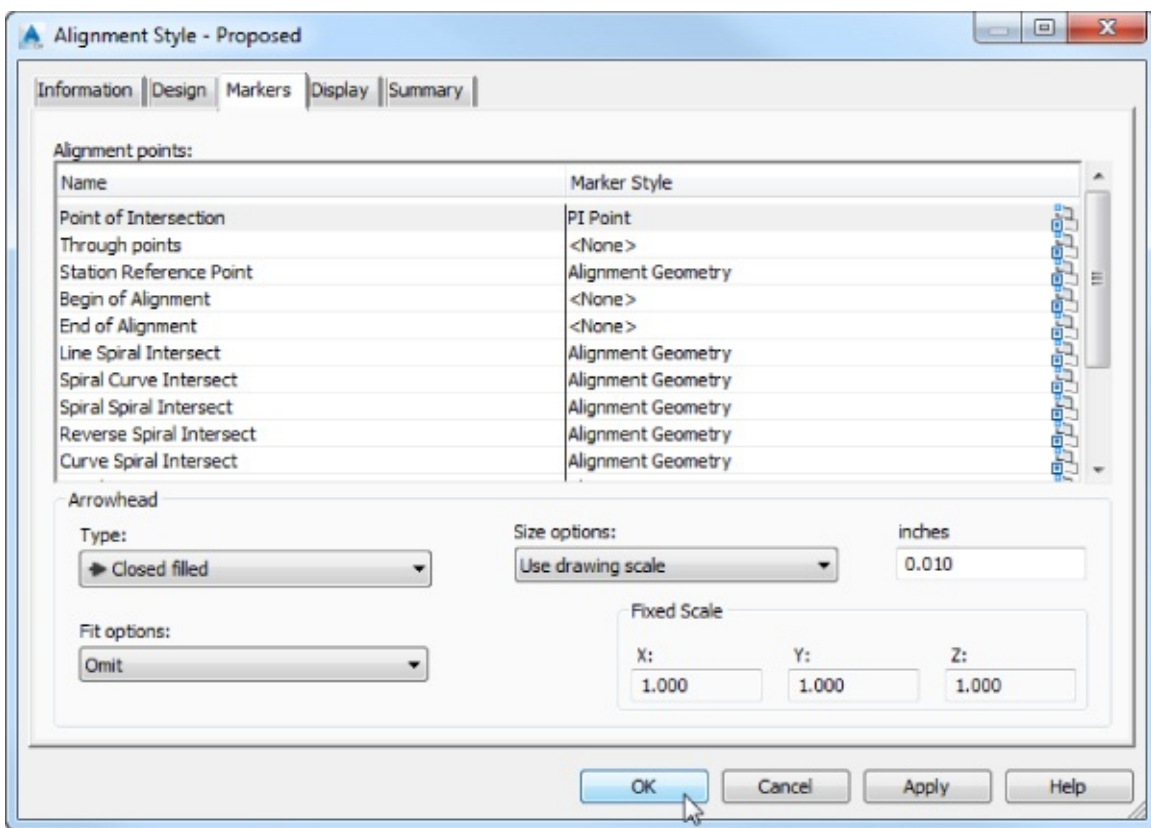 Alignment Style - Proposed
Information Design Markers Display Summary
Alignment points:
Name Marker Style
Point of Intersection PI Point
Through points <None>
Station Reference Point Alignment Geometry
Begin of Alignment <None>
End of Alignment <None>
Line Spiral Intersect Alignment Geometry
Spiral Curve Intersect Alignment Geometry
Spiral Spiral Intersect Alignment Geometry
Reverse Spiral Intersect Alignment Geometry
Curve Spiral Intersect Alignment Geometry
Arrowhead
Type: Size options: inches
Closed filled Use drawing scale 0.010
Fit options: Fixed Scale
Omit X: Y: Z:
1.000 1.000 1.000
OK Cancel Apply Help